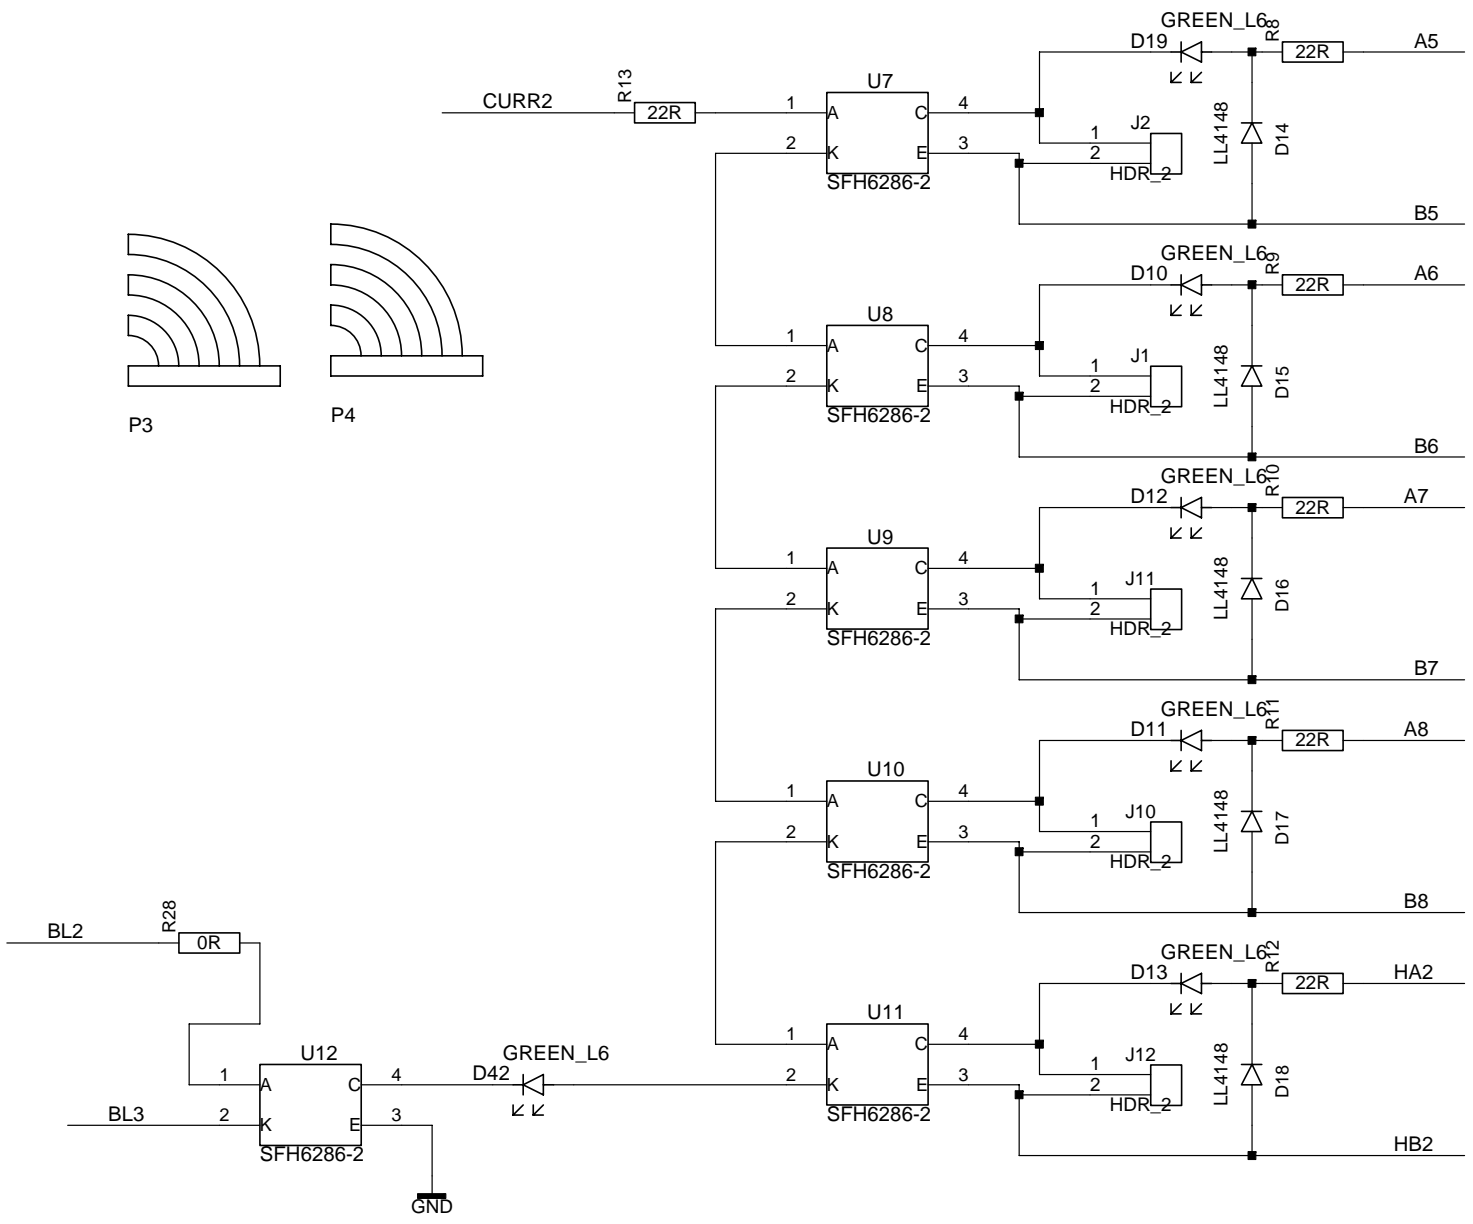 GREEN_L6
D19
R8
22R
A5
CURR2
R13
22R
U7
1 A C 4
2 K E 3
SFH6286-2
J2
1
2
HDR_2
LL4148
D14
B5
P3
P4
GREEN_L6
D10
R9
22R
A6
U8
1 A C 4
2 K E 3
SFH6286-2
J1
1
2
HDR_2
LL4148
D15
B6
GREEN_L6
D12
R10
22R
A7
U9
1 A C 4
2 K E 3
SFH6286-2
J11
1
2
HDR_2
LL4148
D16
B7
GREEN_L6
D11
R11
22R
A8
U10
1 A C 4
2 K E 3
SFH6286-2
J10
1
2
HDR_2
LL4148
D17
B8
GREEN_L6
D13
R12
22R
HA2
U11
1 A C 4
2 K E 3
SFH6286-2
J12
1
2
HDR_2
LL4148
D18
HB2
BL2
R28
0R
U12
1 A C 4
BL3
2 K E 3
SFH6286-2
D42
GREEN_L6
GND